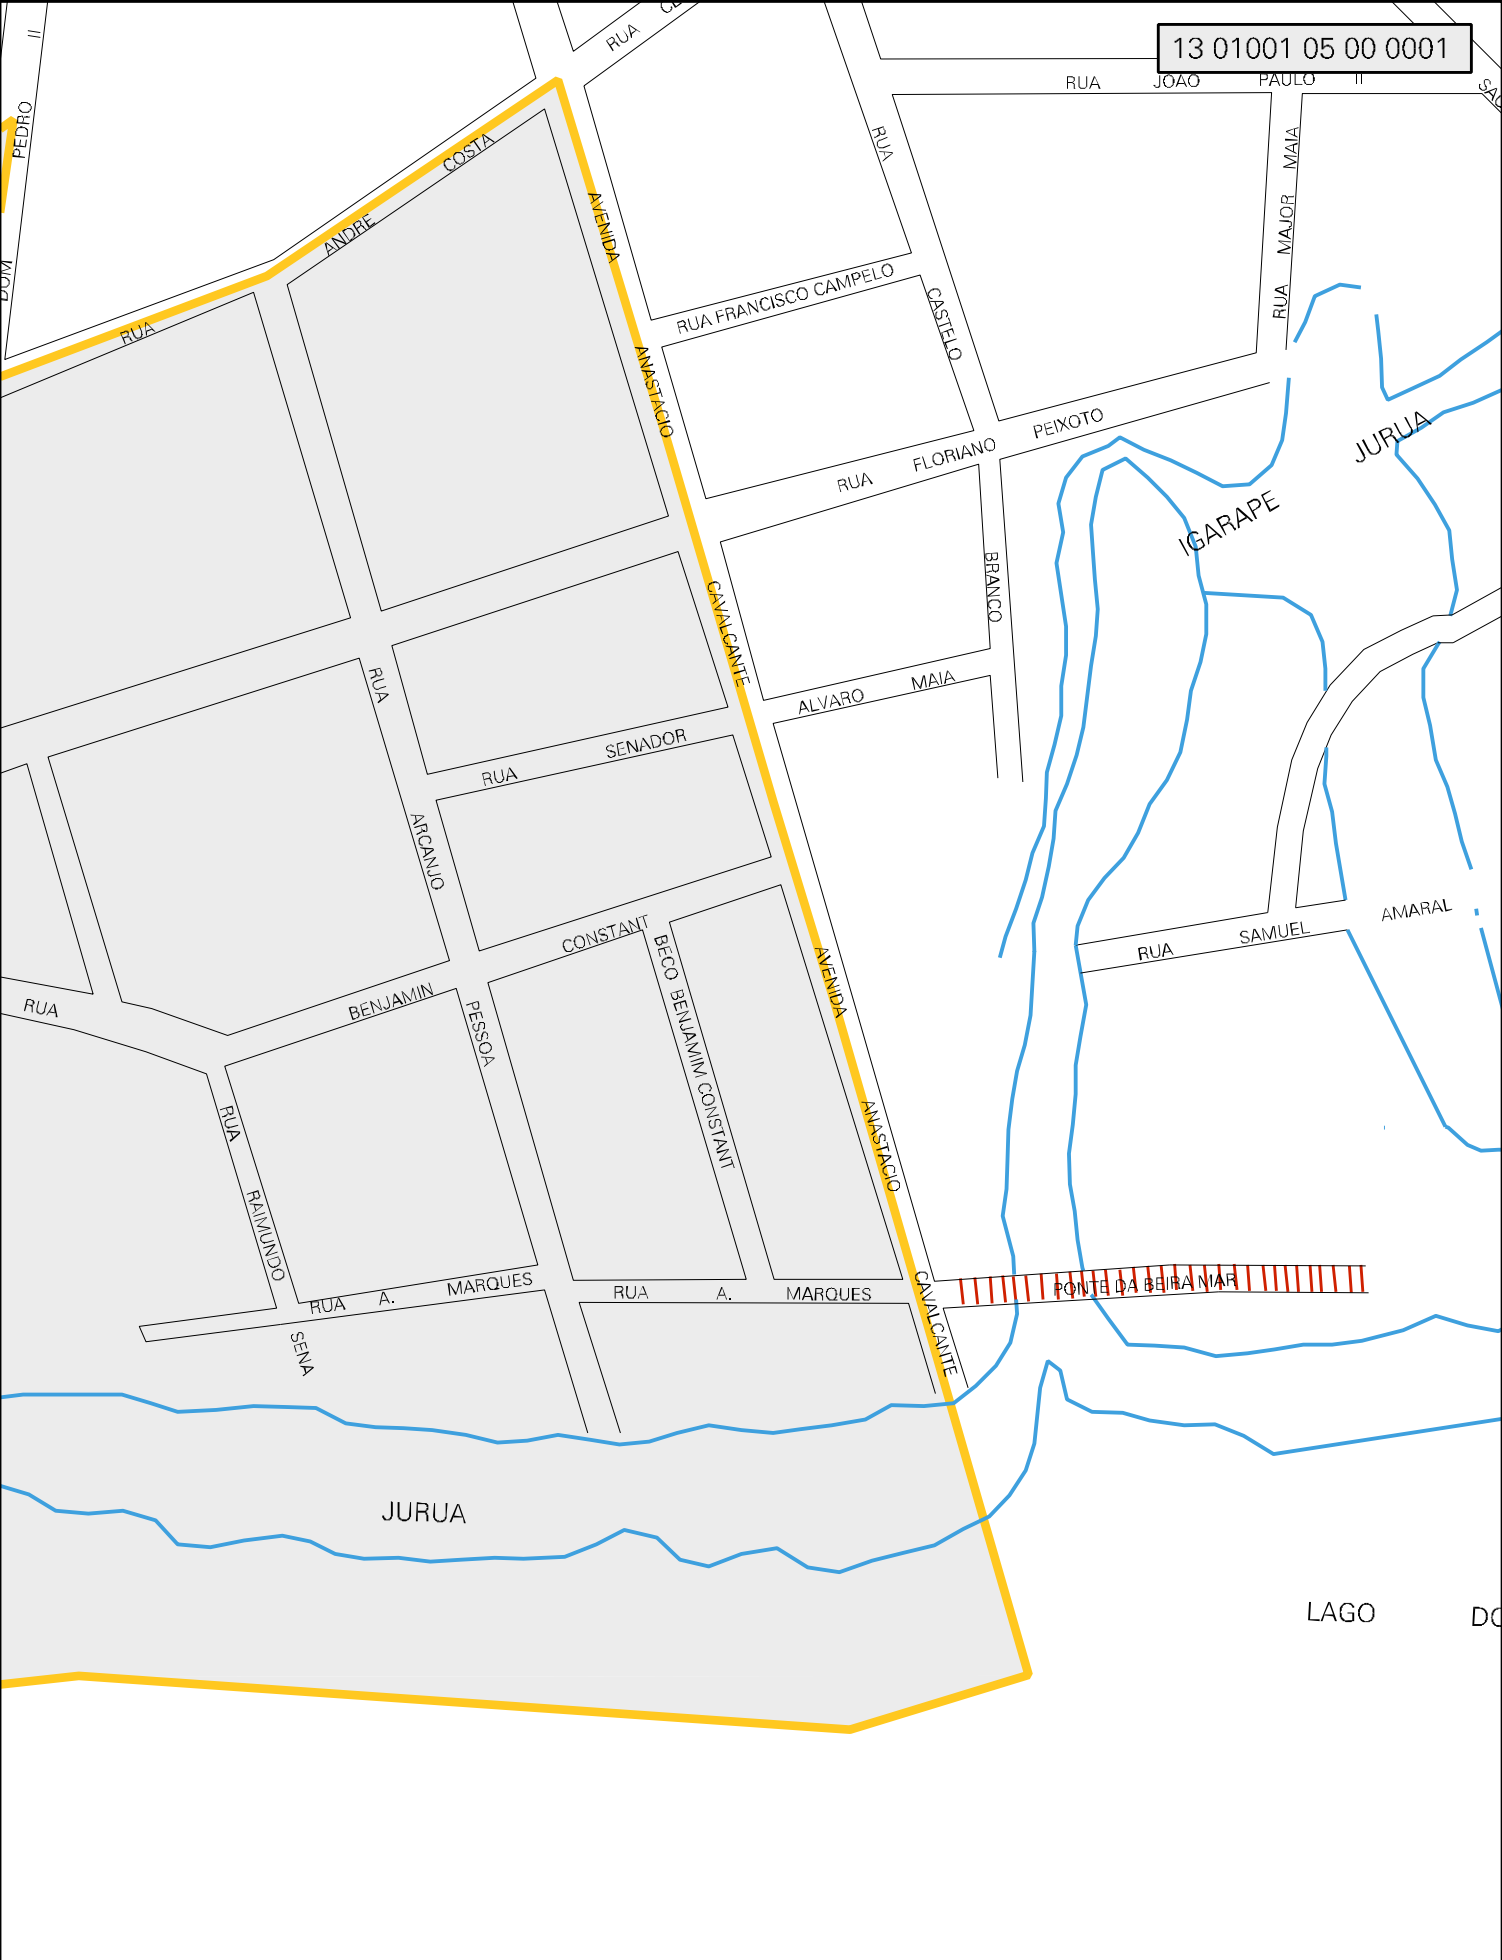 13 01001 05 00 0001
II
PEDRO
DOM
RUA
RUA JOAO PAULO II
RUA MAJOR MAIA
RUA ANDRE COSTA
AVENIDA ANASTACIO CAVALCANTE
RUA CASTELO BRANCO
RUA FRANCISCO CAMPELO
RUA FLORIANO PEIXOTO
IGARAPE JURUA
ALVARO MAIA
RUA SENADOR
RUA ARCANJO PESSOA
CONSTANT
BENJAMIN
RUA
BECO BENJAMIM CONSTANT
AVENIDA ANASTACIO CAVALCANTE
RUA SAMUEL AMARAL
RUA RAIMUNDO SENA
RUA A. MARQUES
RUA A. MARQUES
PONTE DA BEIRA MAR
JURUA
LAGO